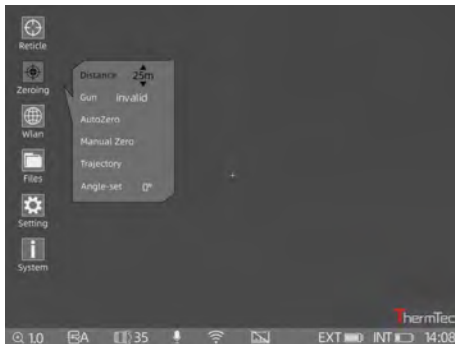 Reticle
Zeroing
Wlan
Files
Setting
System
Distance 25m
Gun Invalid
AutoZero
Manual Zero
Trajectory
Angle-set 0°
ThermTec
1.0 A 35 EXT INT 14:08